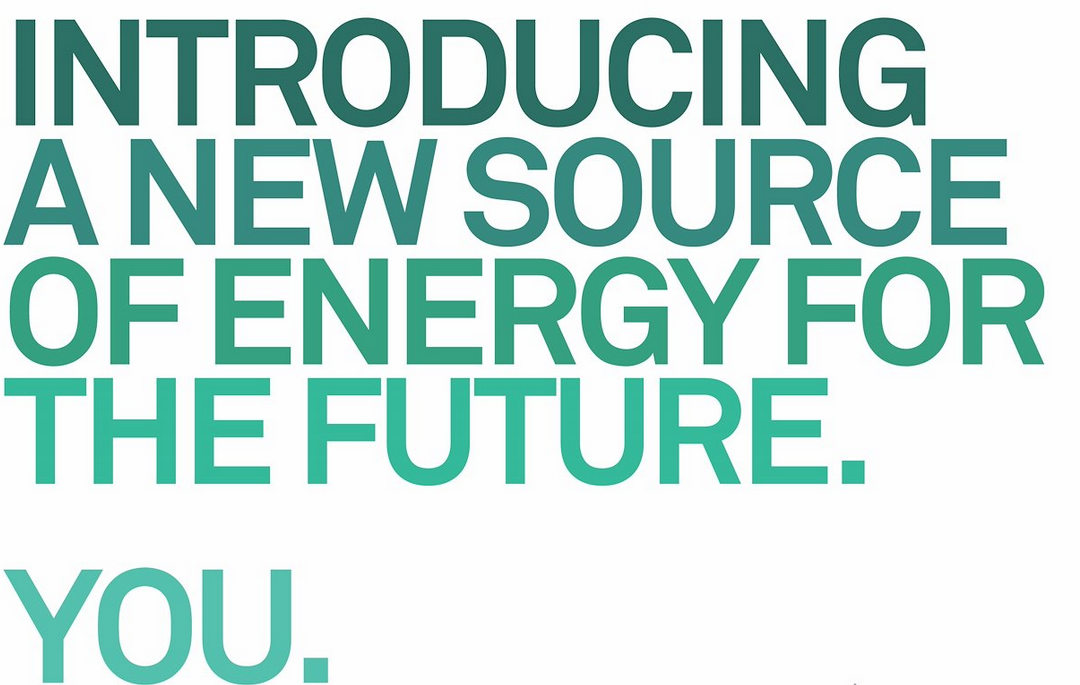 INTRODUCING
A NEW SOURCE
OF ENERGY FOR
THE FUTURE.
YOU.